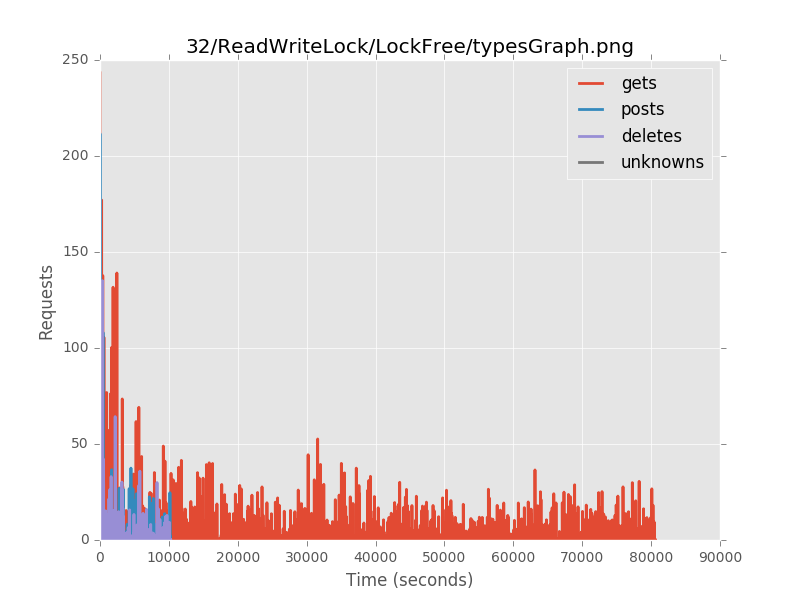 32/ReadWriteLock/LockFree/typesGraph.png
250
200
150
100
50
0
Requests
gets
posts
deletes
unknowns
0 10000 20000 30000 40000 50000 60000 70000 80000 90000
Time (seconds)